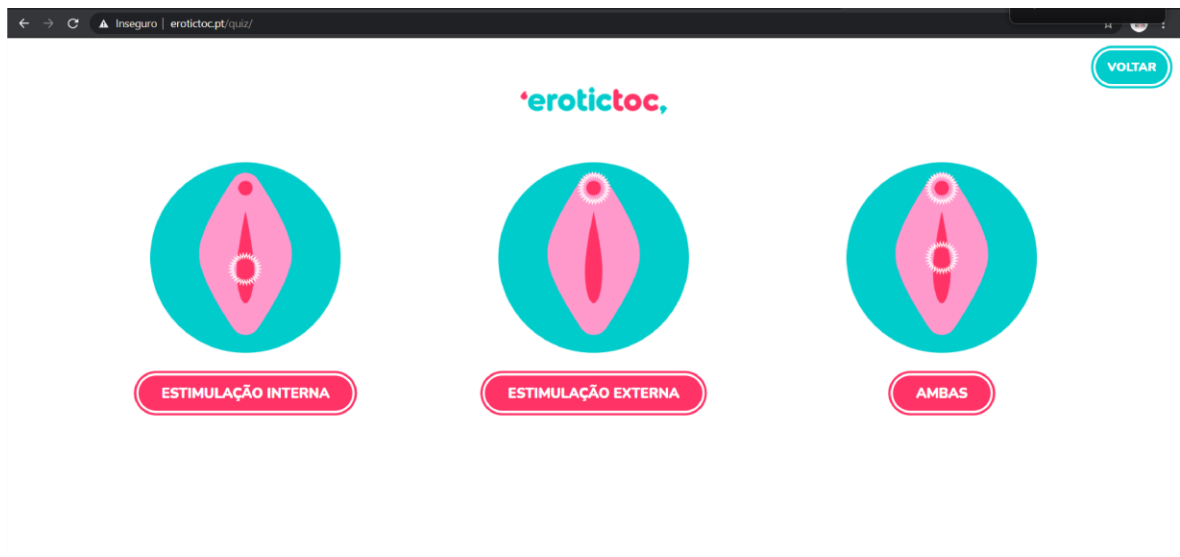 Inseguro | erotictoc.pt/quiz/
VOLTAR
'erotictoc,
ESTIMULAÇÃO INTERNA
ESTIMULAÇÃO EXTERNA
AMBAS